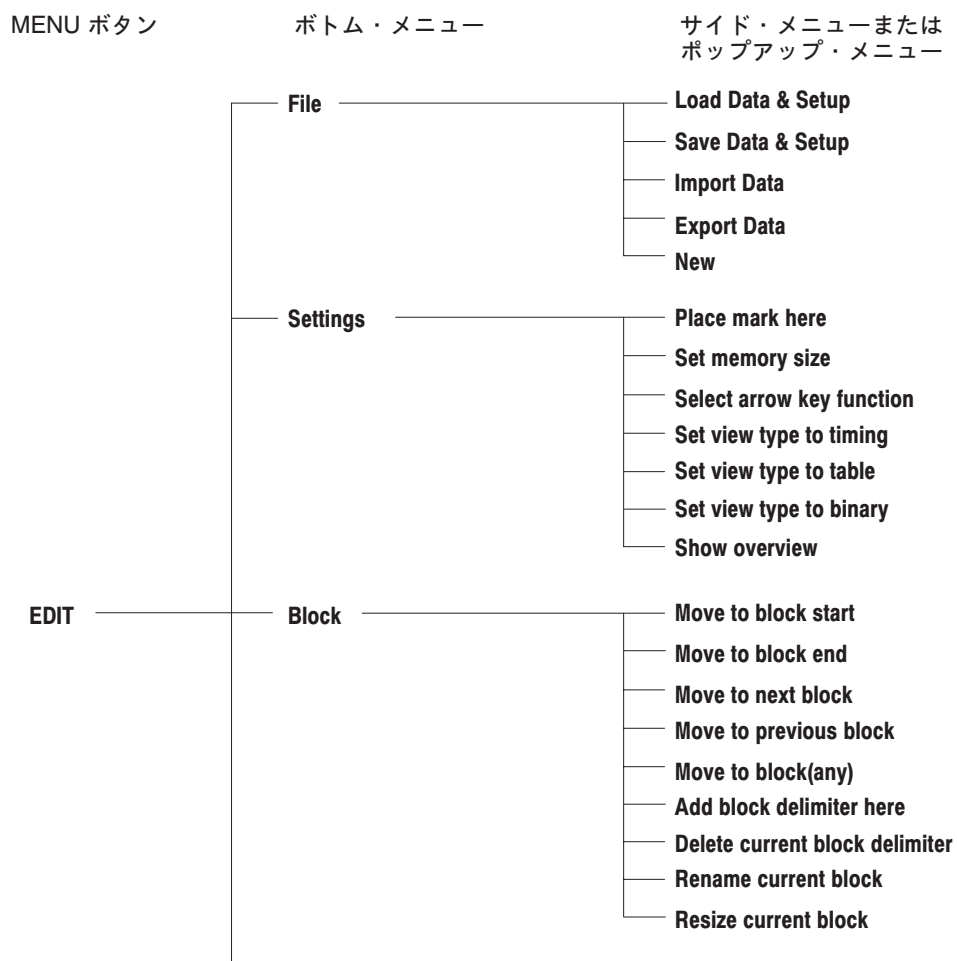 MENU ボタン
ボトム・メニュー
サイド・メニューまたは
ポップアップ・メニュー
File
Load Data & Setup
Save Data & Setup
Import Data
Export Data
New
Settings
Place mark here
Set memory size
Select arrow key function
Set view type to timing
Set view type to table
Set view type to binary
Show overview
EDIT
Block
Move to block start
Move to block end
Move to next block
Move to previous block
Move to block(any)
Add block delimiter here
Delete current block delimiter
Rename current block
Resize current block